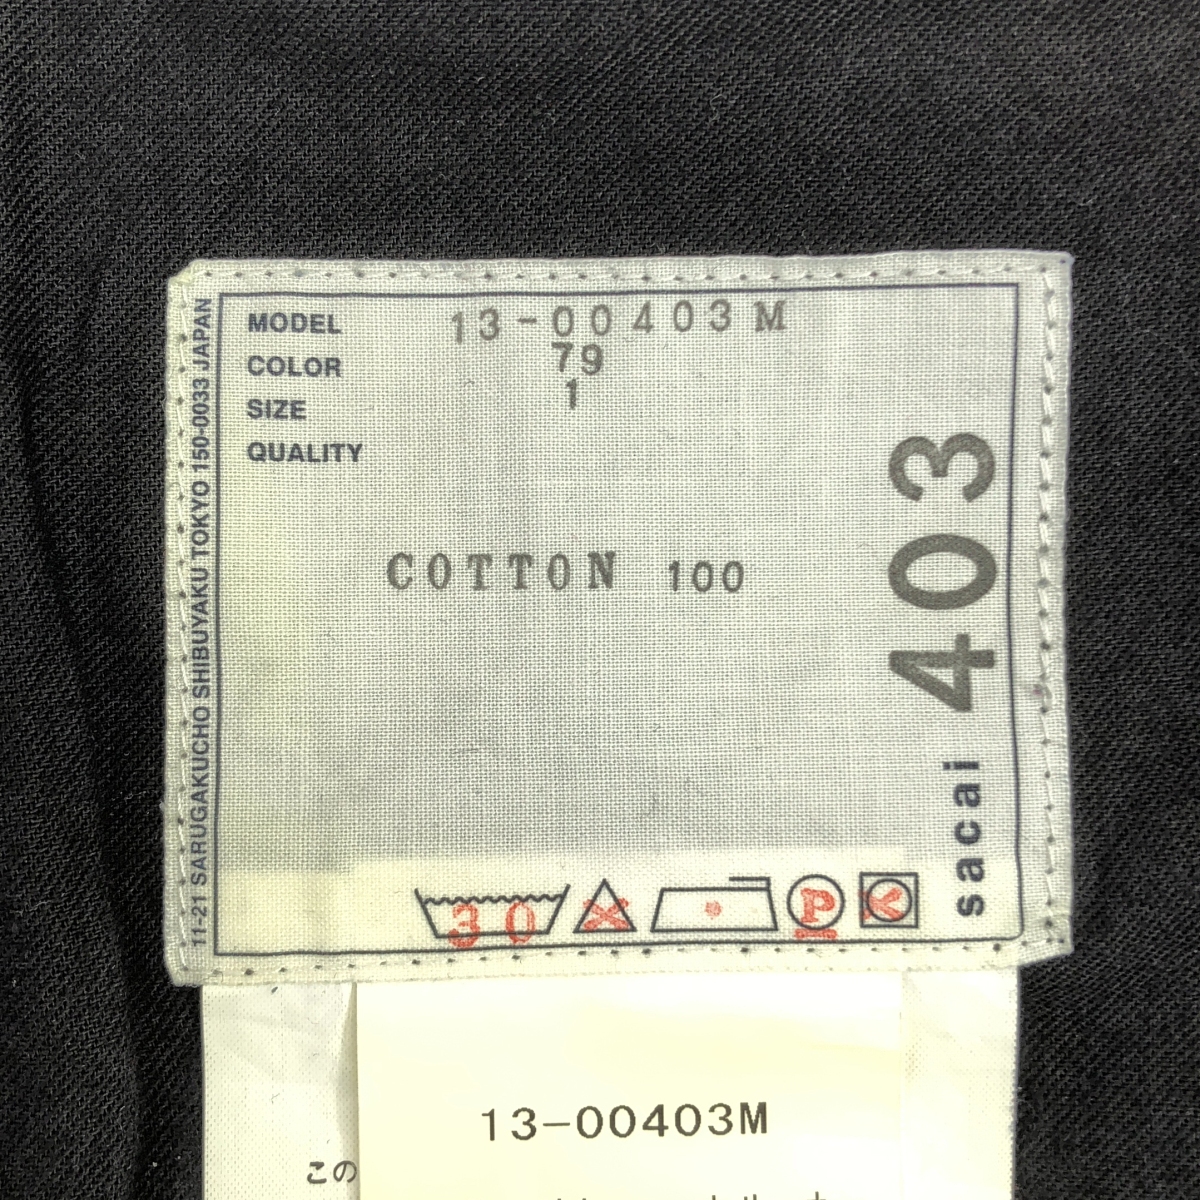 MODEL 13-00403M
COLOR 79
SIZE 1
QUALITY
COTTON 100
403
sacai
11-21 SARUGAKUCHO SHIBUYAKU TOKYO 150-0033 JAPAN
30
P
13-00403M
この